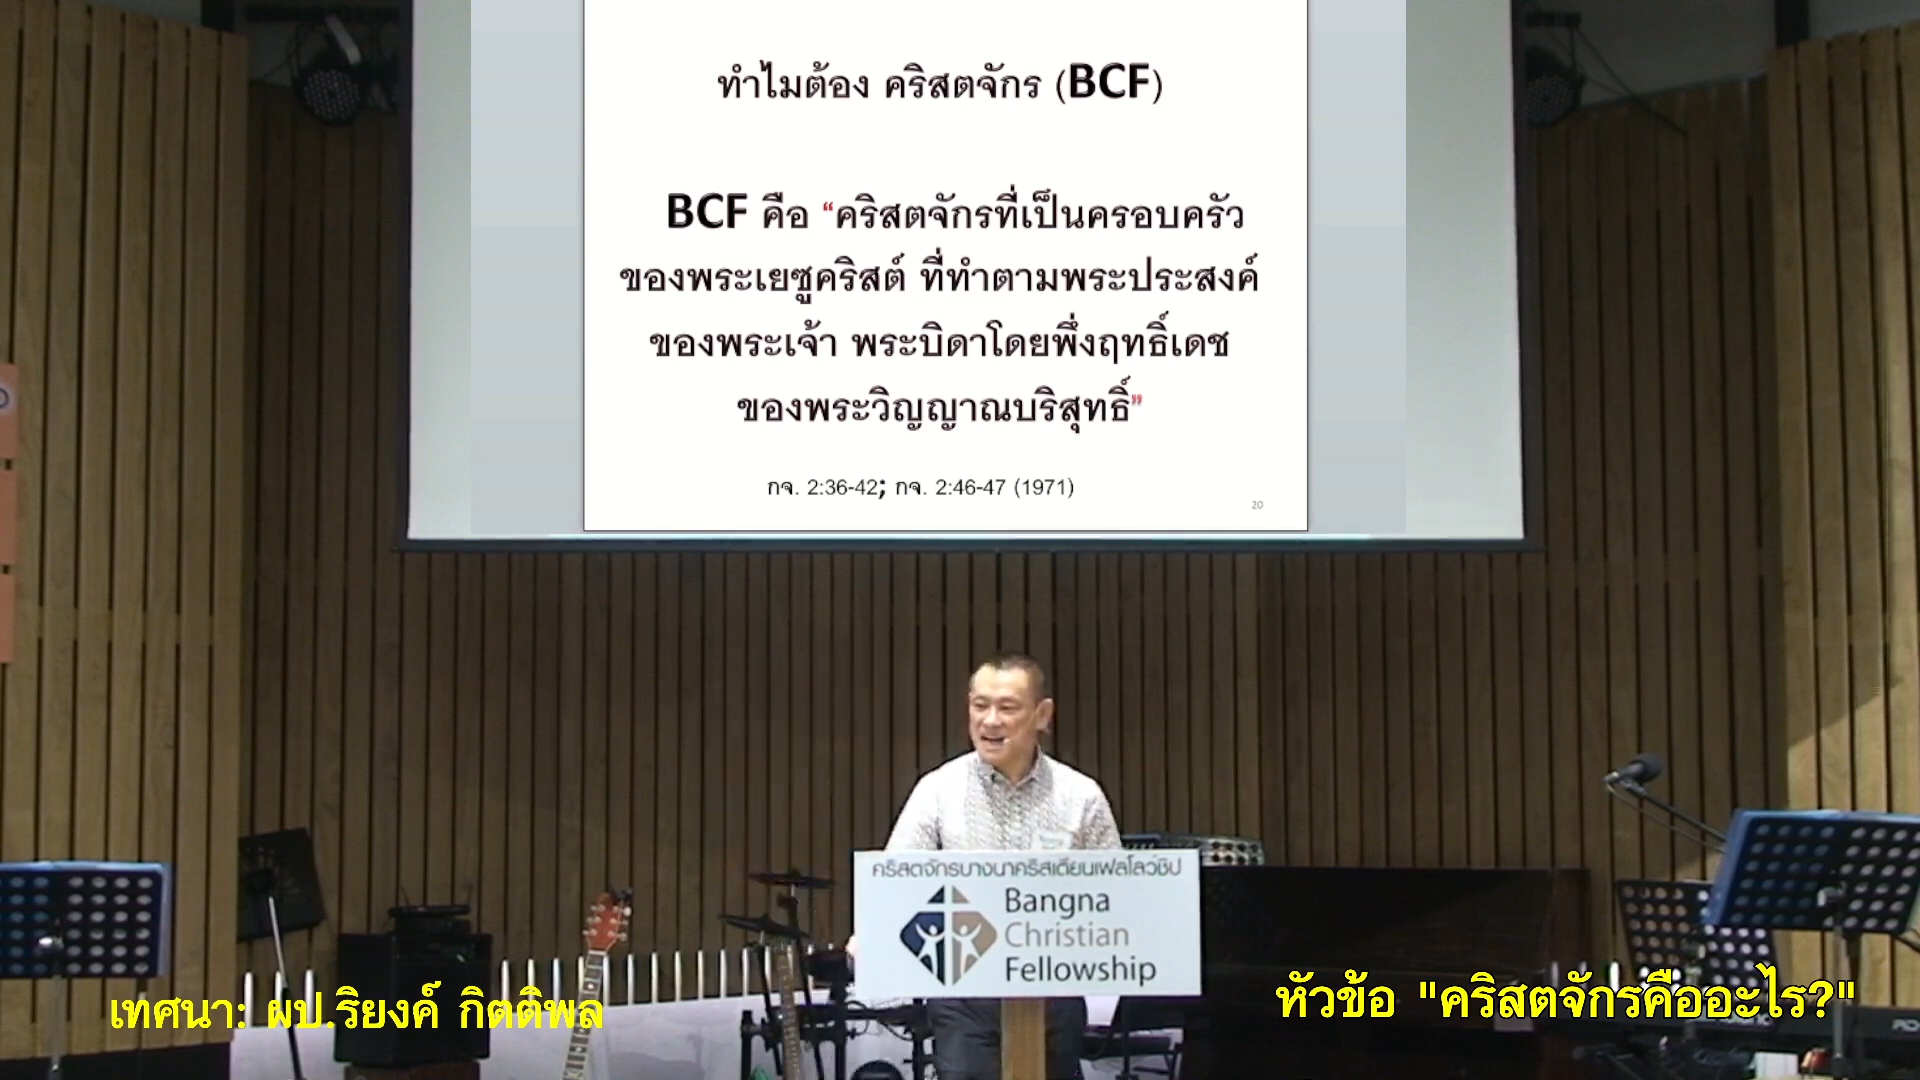 ทำไมต้อง คริสตจักร (BCF)
BCF คือ “คริสตจักรที่เป็นครอบครัว
ของพระเยซูคริสต์ ที่ทำตามพระประสงค์
ของพระเจ้า พระบิดาโดยพึ่งฤทธิ์เดช
ของพระวิญญาณบริสุทธิ์”
กจ. 2:36-42; กจ. 2:46-47 (1971)
20
คริสตจักรบางนาคริสเตียนเฟลโลว์ชิป
Bangna
Christian
Fellowship
เทศนา: ผป.ริยงค์ กิตติพล
หัวข้อ "คริสตจักรคืออะไร?"